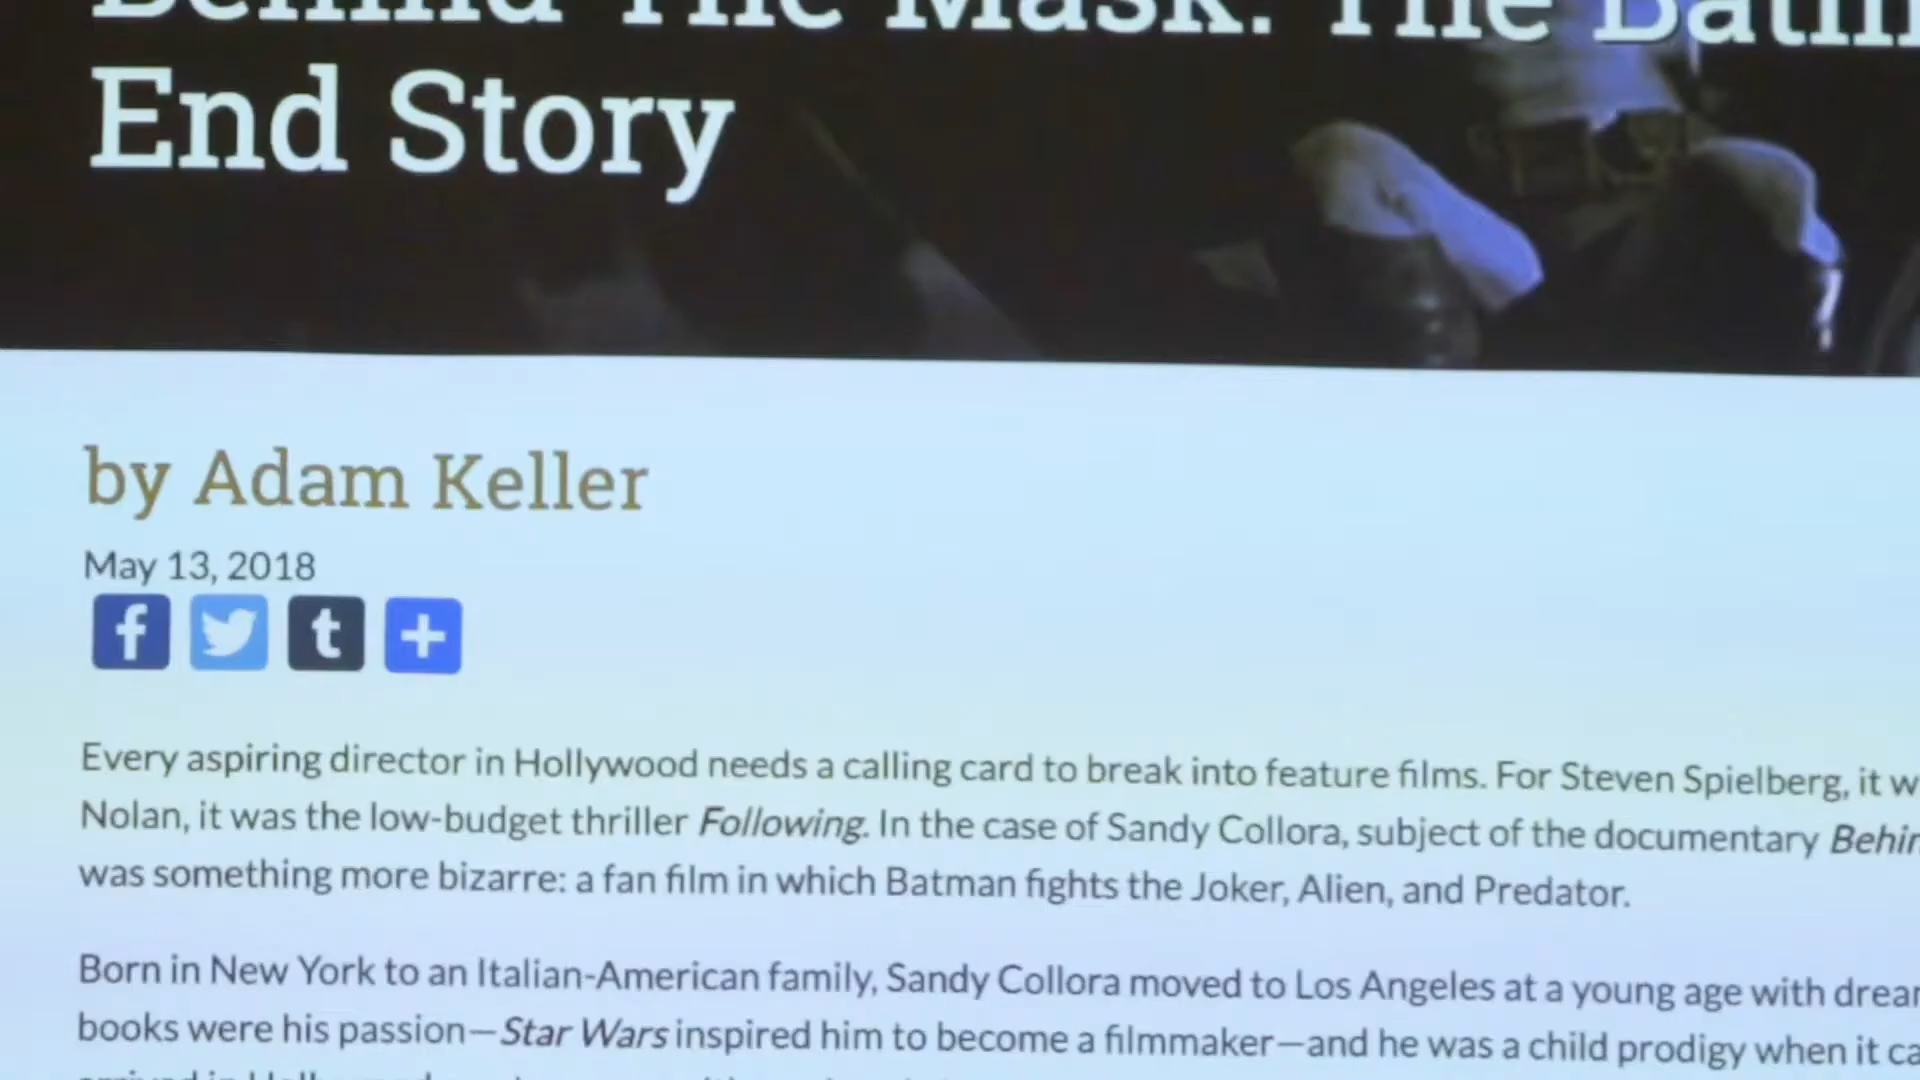 Behind The Mask: The
End Story
by Adam Keller
May 13, 2018
Every aspiring director in Hollywood needs a calling card to break into feature films. For Steven Spielberg, it
Nolan, it was the low-budget thriller Following. In the case of Sandy Collora, subject of the documentary
was something more bizarre: a fan film in which Batman fights the Joker, Alien, and Predator.
Born in New York to an Italian-American family, Sandy Collora moved to Los Angeles at a young age with
books were his passion—Star Wars inspired him to become a filmmaker—and he was a child prodigy when it